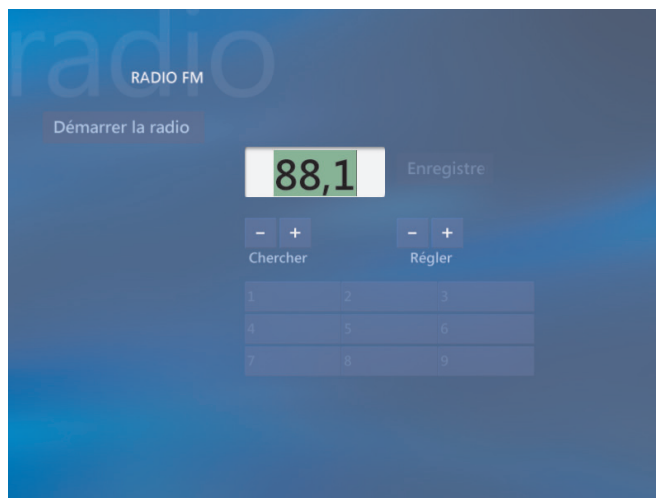 radio
RADIO FM
Démarrer la radio
88,1
Enregistre
- + - +
Chercher Régler
1 2 3
4 5 6
7 8 9